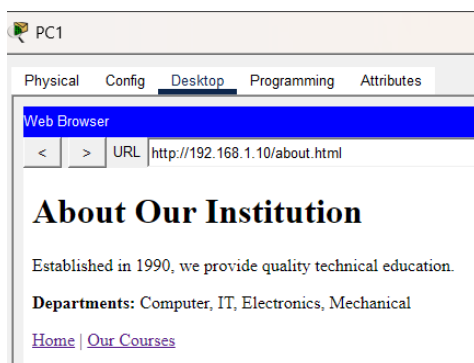 PC1
Physical Config Desktop Programming Attributes
Web Browser
< > URL http://192.168.1.10/about.html
About Our Institution
Established in 1990, we provide quality technical education.
Departments: Computer, IT, Electronics, Mechanical
Home | Our Courses